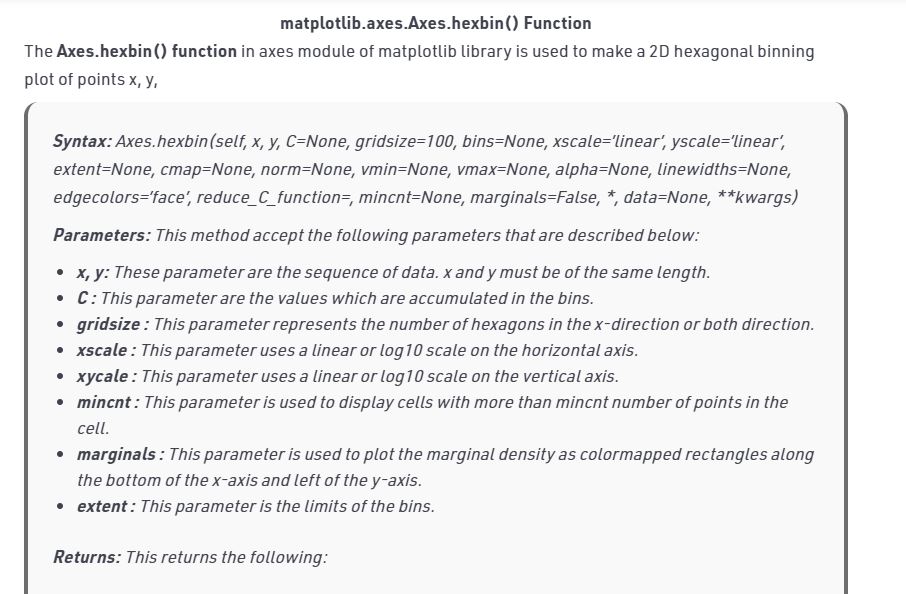 matplotlib.axes.Axes.hexbin() Function
The Axes.hexbin() function in axes module of matplotlib library is used to make a 2D hexagonal binning
plot of points x, y,
Syntax: Axes.hexbin(self, x, y, C=None, gridsize=100, bins=None, xscale=’linear’, yscale=’linear’,
extent=None, cmap=None, norm=None, vmin=None, vmax=None, alpha=None, linewidths=None,
edgecolors=’face’, reduce_C_function=, mincnt=None, marginals=False, *, data=None, **kwargs)
Parameters: This method accept the following parameters that are described below:
• x, y: These parameter are the sequence of data. x and y must be of the same length.
• C : This parameter are the values which are accumulated in the bins.
• gridsize : This parameter represents the number of hexagons in the x-direction or both direction.
• xscale : This parameter uses a linear or log10 scale on the horizontal axis.
• xycale : This parameter uses a linear or log10 scale on the vertical axis.
• mincnt : This parameter is used to display cells with more than mincnt number of points in the
cell.
• marginals : This parameter is used to plot the marginal density as colormapped rectangles along
the bottom of the x-axis and left of the y-axis.
• extent : This parameter is the limits of the bins.
Returns: This returns the following: